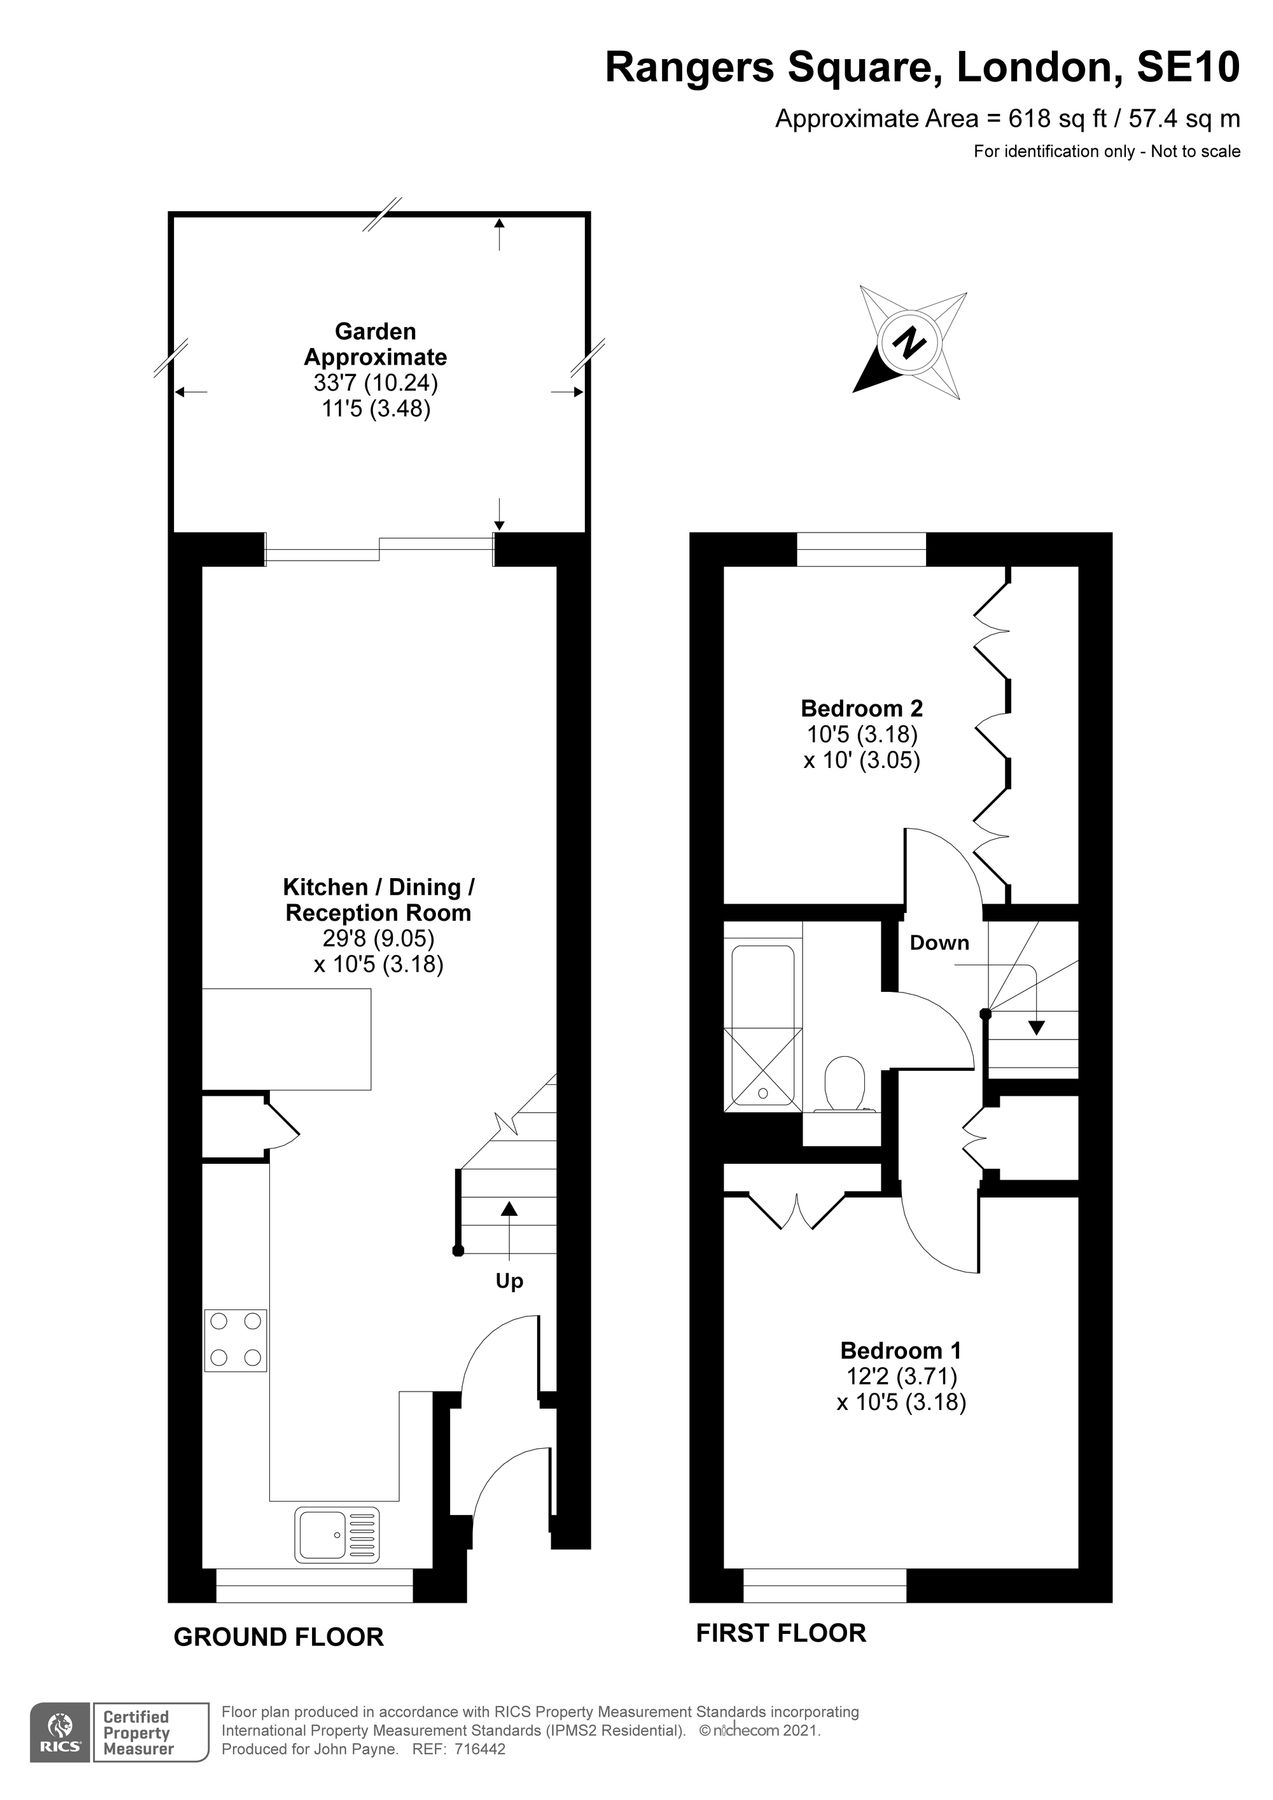 Rangers Square, London, SE10
Approximate Area = 618 sq ft / 57.4 sq m
For identification only - Not to scale
N
Garden
Approximate
33'7 (10.24)
11'5 (3.48)
Kitchen / Dining /
Reception Room
29'8 (9.05)
x 10'5 (3.18)
Up
GROUND FLOOR
Bedroom 2
10'5 (3.18)
x 10' (3.05)
Down
Bedroom 1
12'2 (3.71)
x 10'5 (3.18)
FIRST FLOOR
RICS
Certified
Property
Measurer
Floor plan produced in accordance with RICS Property Measurement Standards incorporating
International Property Measurement Standards (IPMS2 Residential). © nichecom 2021.
Produced for John Payne. REF: 716442